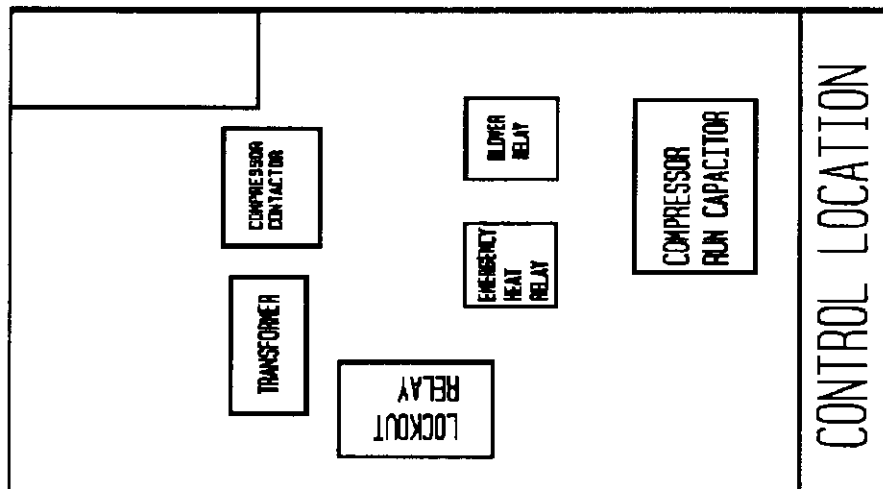 COMPRESSOR
CONTACTOR
BLOWER
RELAY
COMPRESSOR
RUN CAPACITOR
EMERGENCY
HEAT
RELAY
TRANSFORMER
LOCKOUT
RELAY
CONTROL LOCATION